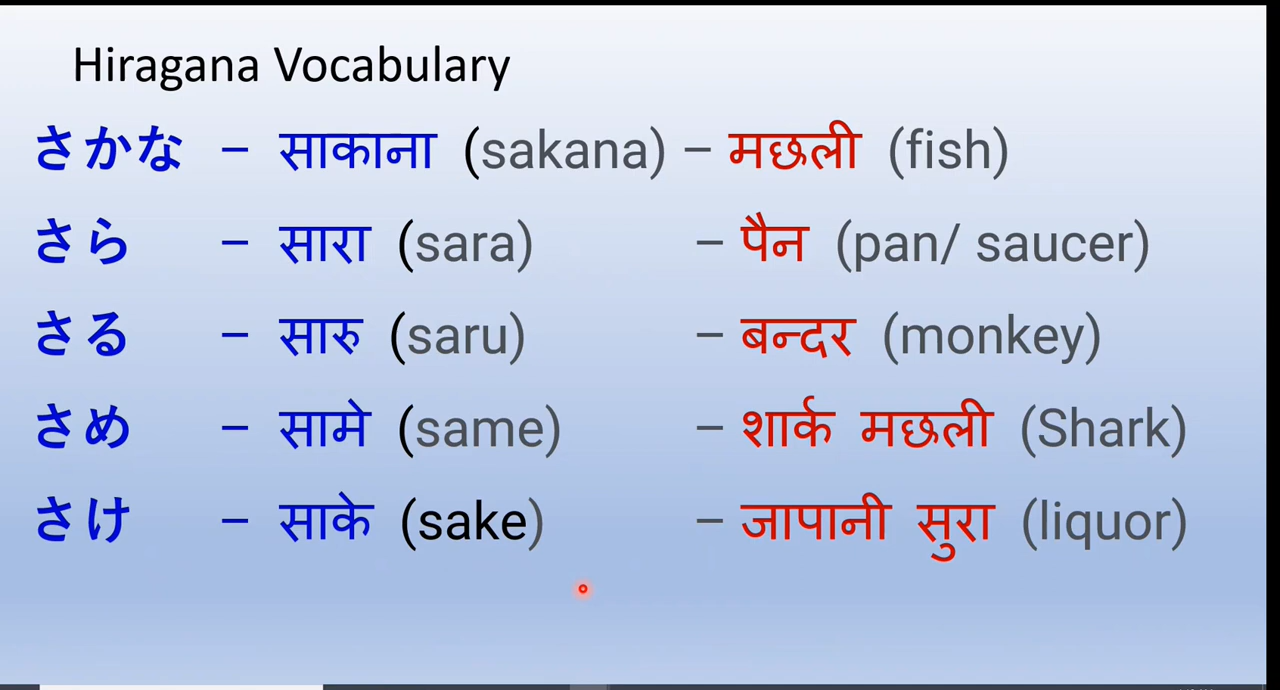 Hiragana Vocabulary
さかな – साकाना (sakana) – मछली (fish)
さら – सारा (sara) – पैन (pan/ saucer)
さる – सारु (saru) – बन्दर (monkey)
さめ – सामे (same) – शार्क मछली (Shark)
さけ – साके (sake) – जापानी सुरा (liquor)